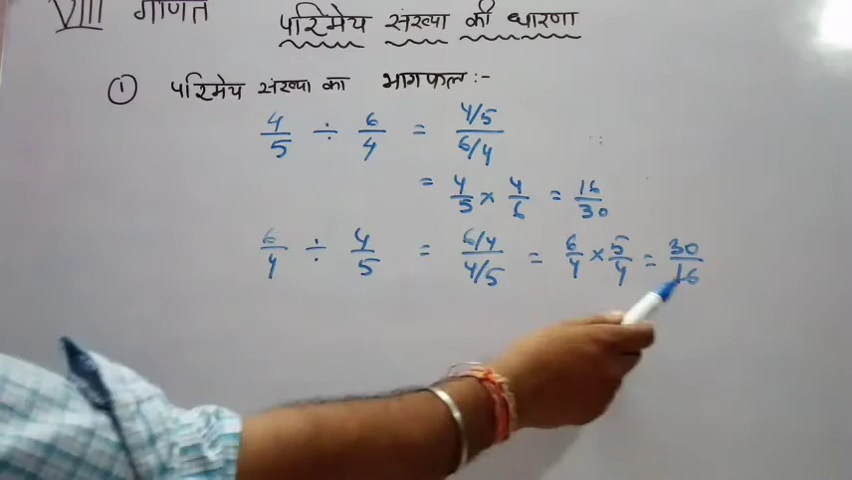 VIII गणित
परिमेय संख्या की धारणा
① परिमेय संख्या का भागफल :-
4/5 ÷ 6/4 = (4/5)/(6/4)
= 4/5 × 4/6 = 16/30
6/4 ÷ 4/5 = (6/4)/(4/5) = 6/4 × 5/4 = 30/16